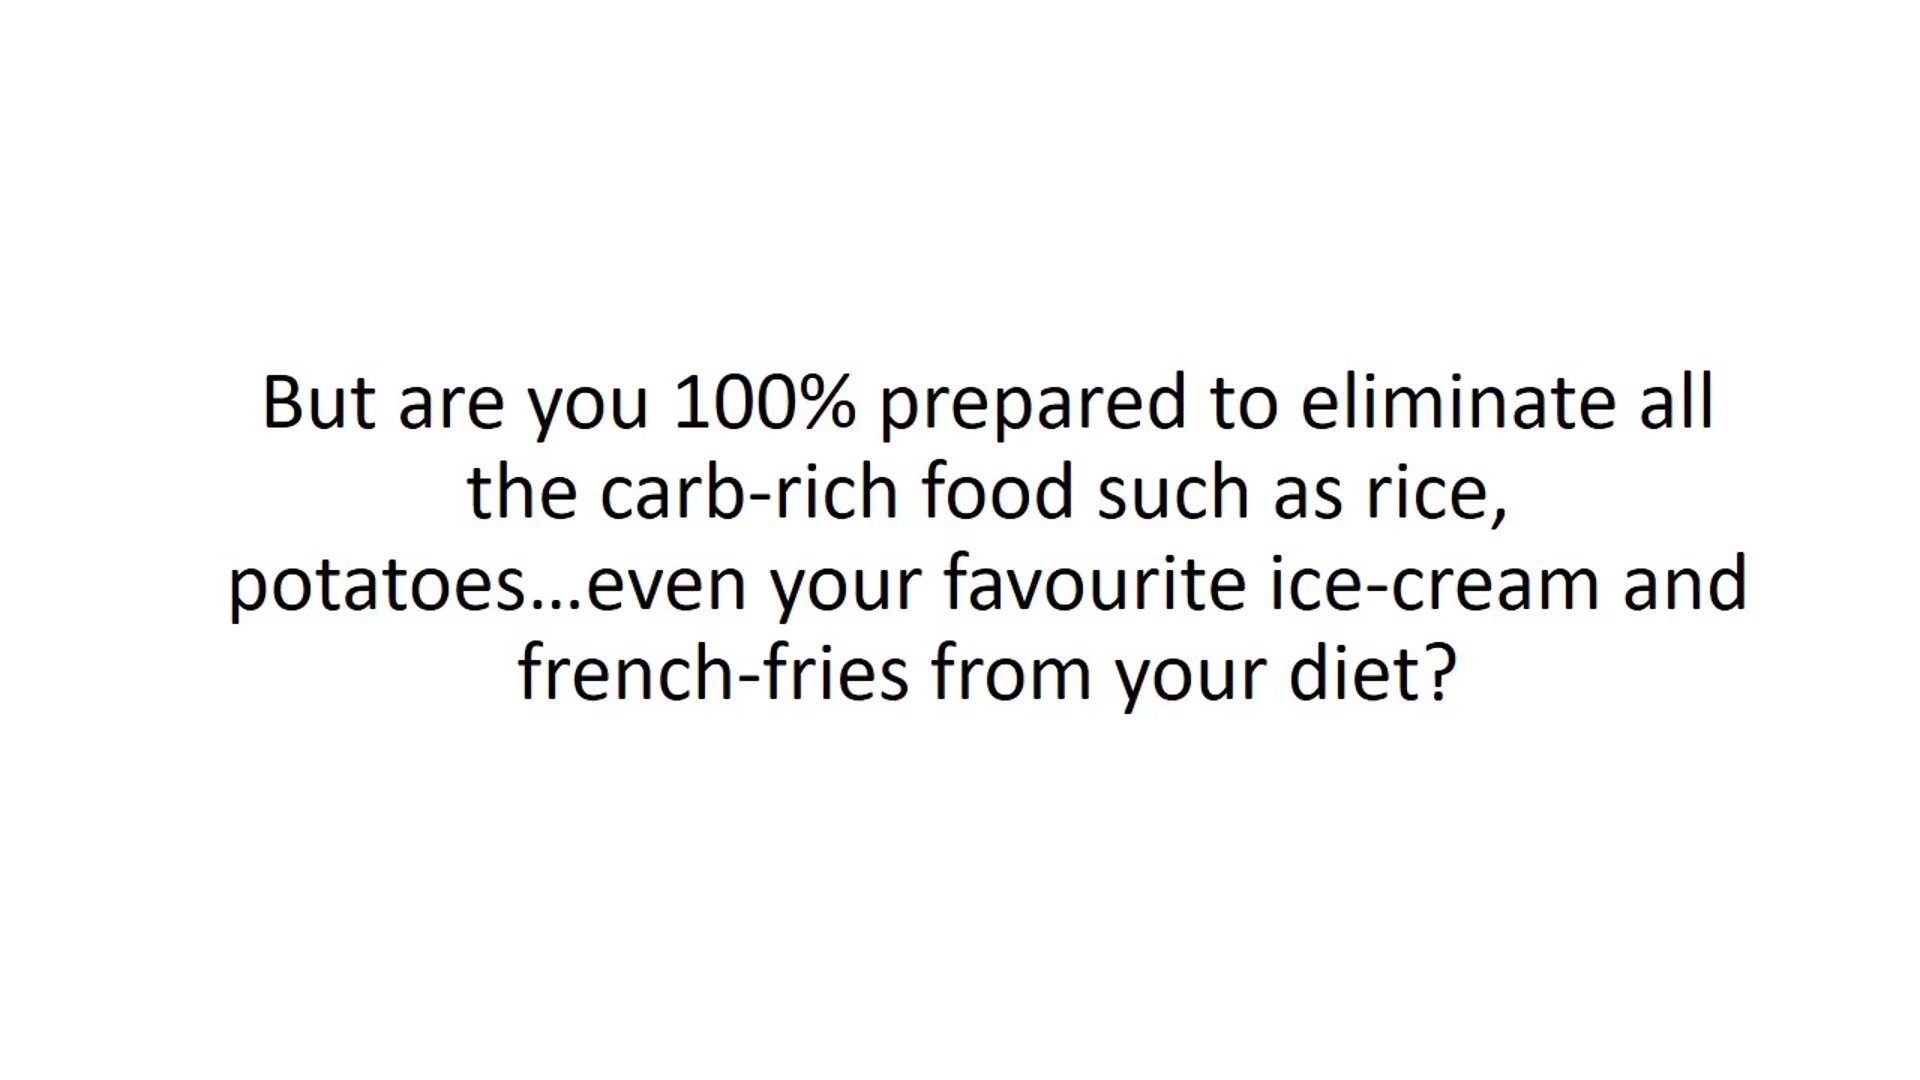 But are you 100% prepared to eliminate all
the carb-rich food such as rice,
potatoes...even your favourite ice-cream and
french-fries from your diet?